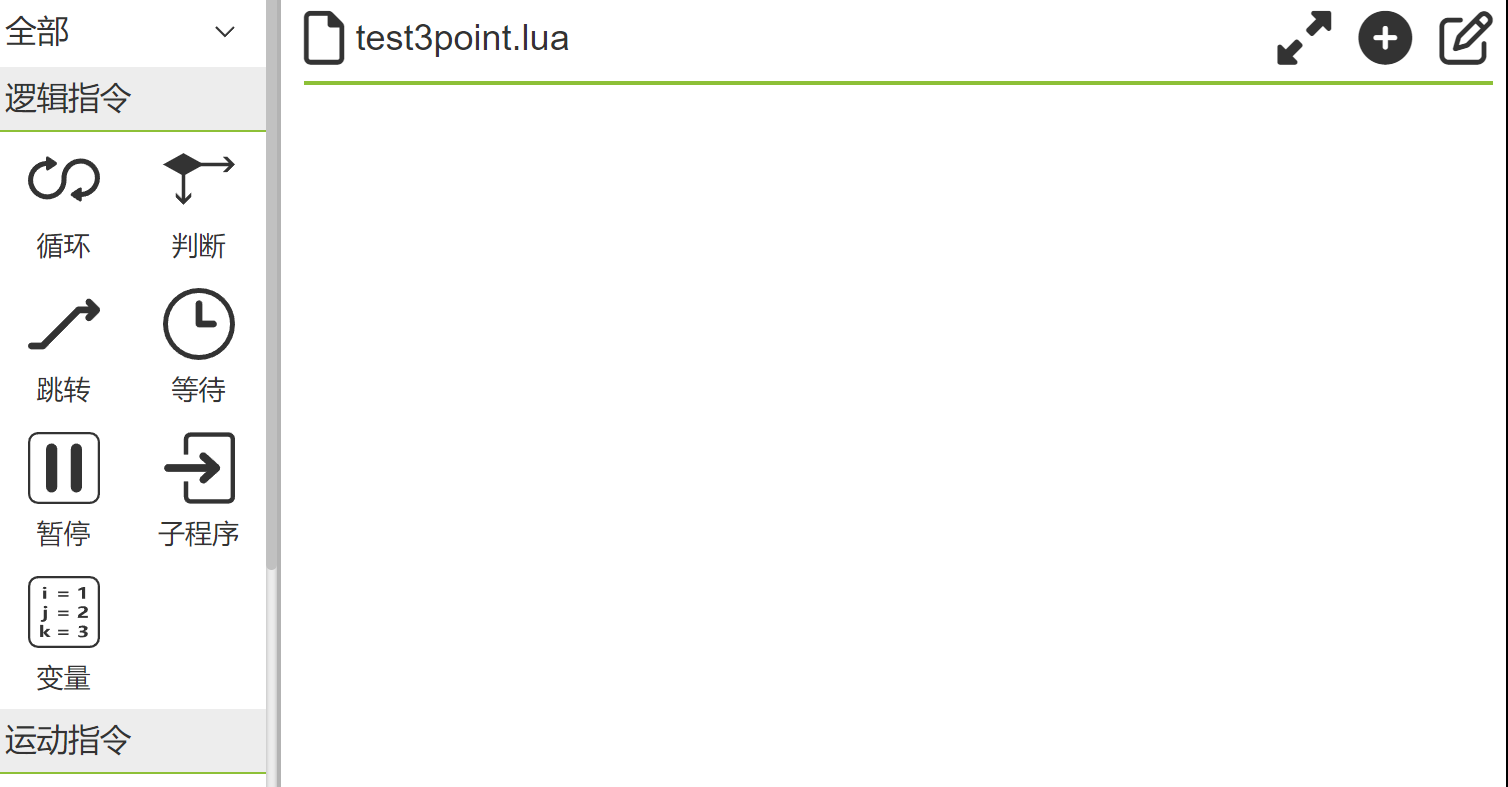 全部
test3point.lua
逻辑指令
循环
判断
跳转
等待
暂停
子程序
i = 1
j = 2
k = 3
变量
运动指令